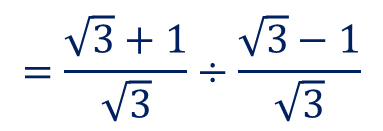 = (√3 + 1)/√3 ÷ (√3 − 1)/√3